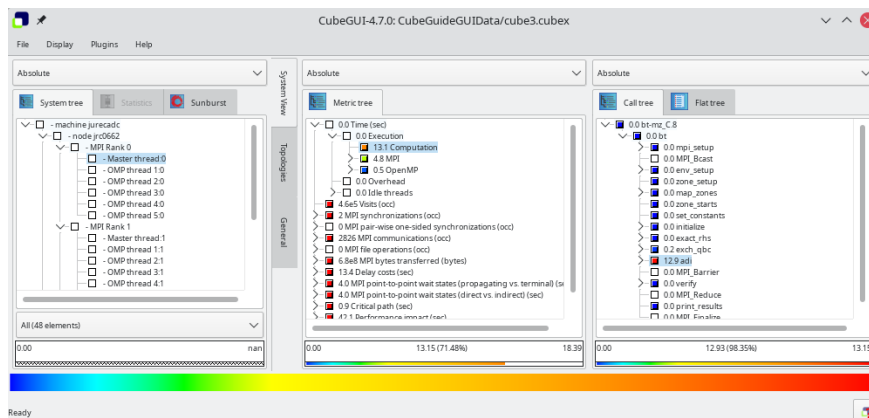 CubeGUI-4.7.0: CubeGuideGUIData/cube3.cubex
File Display Plugins Help
Absolute
System tree Statistics Sunburst
- machine jurecadc
- node jrc0662
- MPI Rank 0
- Master thread:0
- OMP thread 1:0
- OMP thread 2:0
- OMP thread 3:0
- OMP thread 4:0
- OMP thread 5:0
- MPI Rank 1
- Master thread:1
- OMP thread 1:1
- OMP thread 2:1
- OMP thread 3:1
- OMP thread 4:1
All (48 elements)
0.00 nan
System View
Topologies
General
Absolute
Metric tree
0.0 Time (sec)
0.0 Execution
13.1 Computation
4.8 MPI
0.5 OpenMP
0.0 Overhead
0.0 Idle threads
4.6e5 Visits (occ)
2 MPI synchronizations (occ)
0 MPI pair-wise one-sided synchronizations (occ)
2826 MPI communications (occ)
0 MPI file operations (occ)
6.8e8 MPI bytes transferred (bytes)
13.4 Delay costs (sec)
4.0 MPI point-to-point wait states (propagating vs. terminal) (s
4.0 MPI point-to-point wait states (direct vs. indirect) (sec)
0.9 Critical path (sec)
42.1 Performance impact (sec)
0.00 13.15 (71.48%) 18.39
Absolute
Call tree Flat tree
0.0 bt-mz_C.8
0.0 bt
0.0 mpi_setup
0.0 MPI_Bcast
0.0 env_setup
0.0 zone_setup
0.0 map_zones
0.0 zone_starts
0.0 set_constants
0.0 initialize
0.0 exact_rhs
0.2 exch_qbc
12.9 adi
0.0 MPI_Barrier
0.0 verify
0.0 MPI_Reduce
0.0 print_results
0.0 MPI_Finalize
0.00 12.93 (98.35%) 13.15
Ready